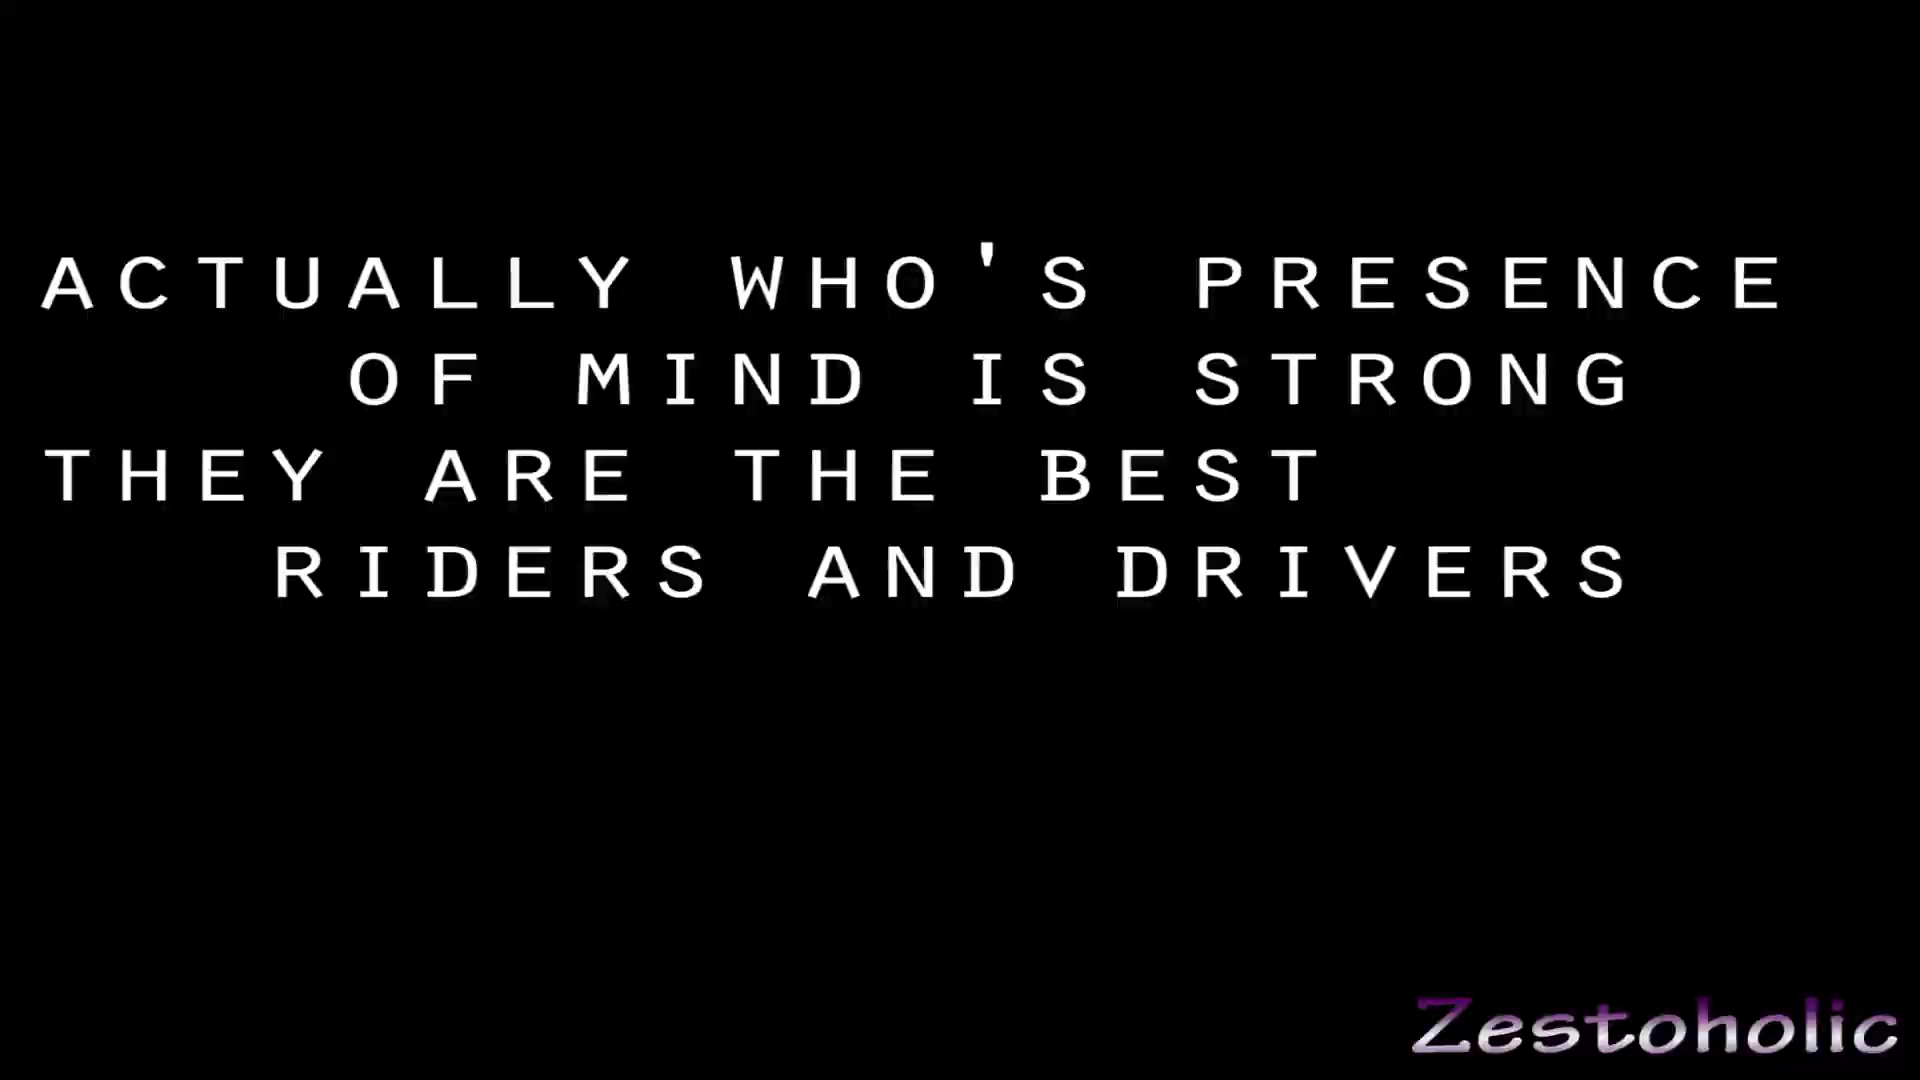 ACTUALLY WHO'S PRESENCE
OF MIND IS STRONG
THEY ARE THE BEST
RIDERS AND DRIVERS
Zestoholic